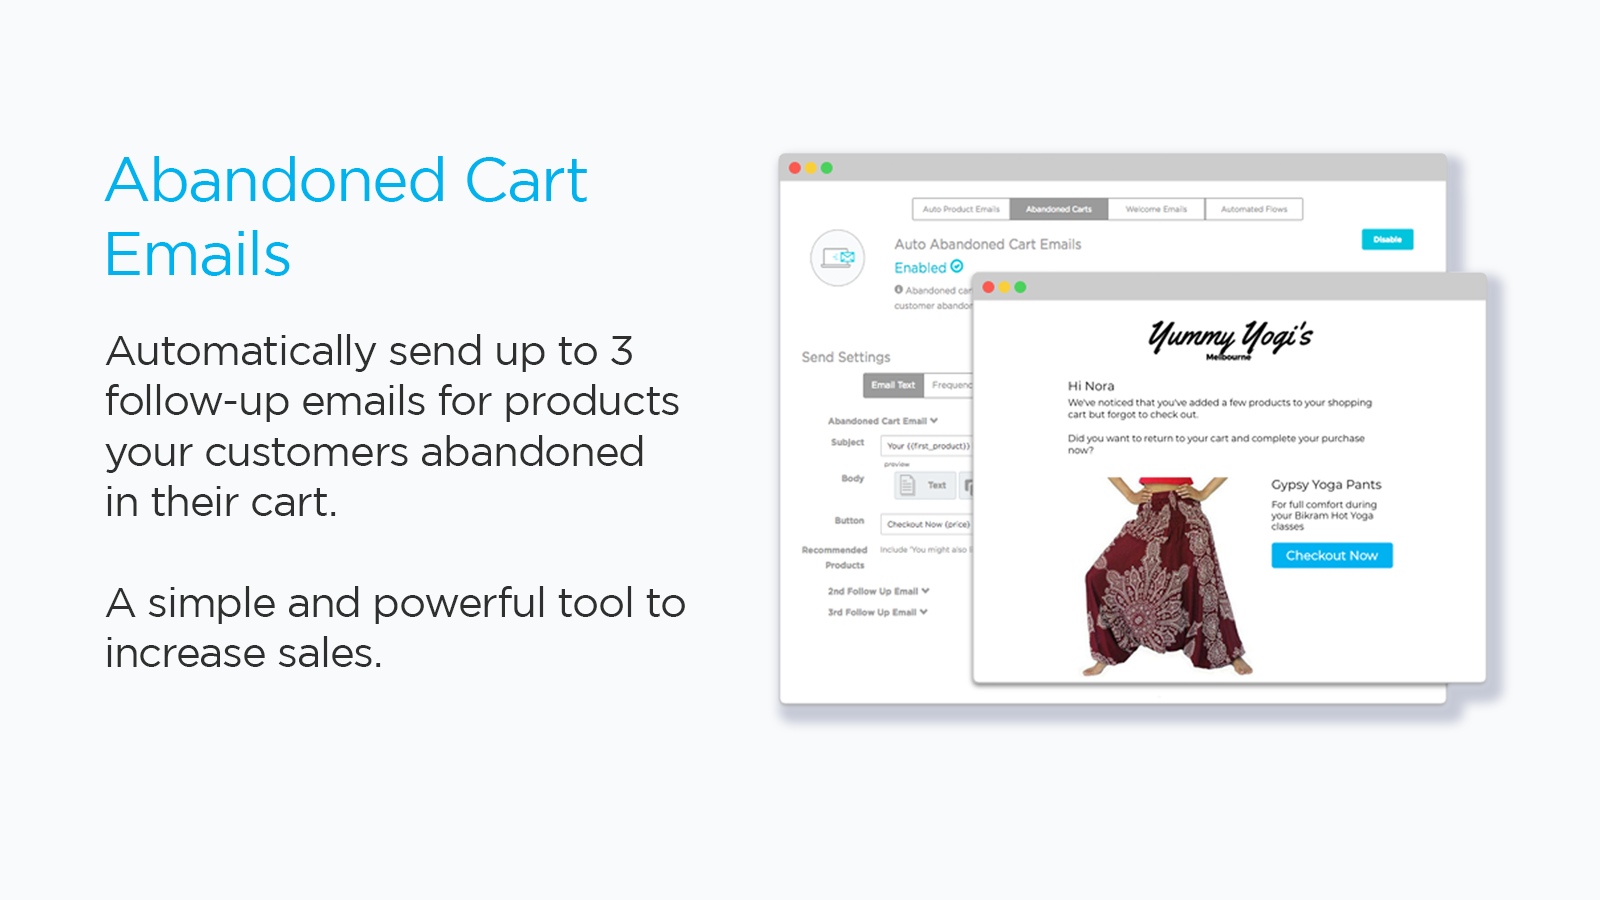 Abandoned Cart
Emails
Automatically send up to 3
follow-up emails for products
your customers abandoned
in their cart.
A simple and powerful tool to
increase sales.
Auto Product Emails
Abandoned Carts
Welcome Emails
Automated Flows
Auto Abandoned Cart Emails
Disable
Enabled
Abandoned car
customer abandon
Send Settings
Email Text
Frequenc
Abandoned Cart Email
Subject
Your {{first_product}}
preview
Body
Text
Button
Checkout Now {price}
Recommended
Products
Include 'You might also l
2nd Follow Up Email
3rd Follow Up Email
Yummy Yogi's
Melbourne
Hi Nora
We've noticed that you've added a few products to your shopping
cart but forgot to check out.
Did you want to return to your cart and complete your purchase
now?
Gypsy Yoga Pants
For full comfort during
your Bikram Hot Yoga
classes
Checkout Now